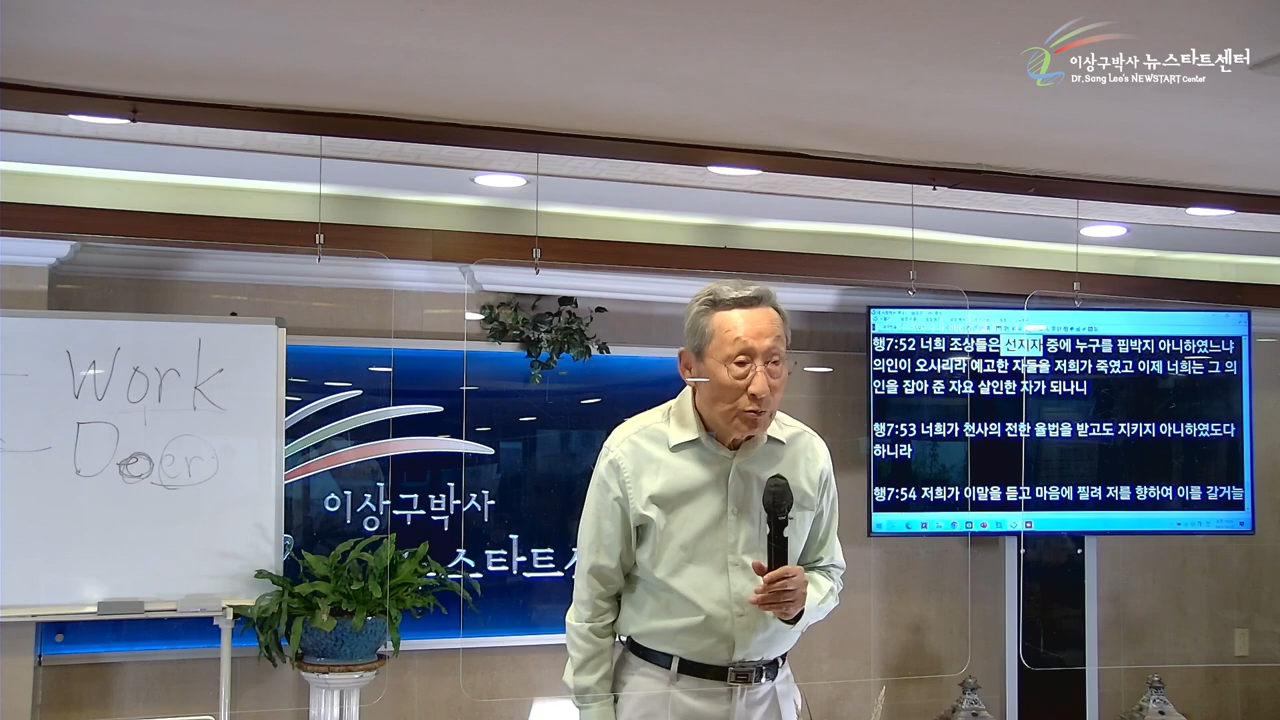 이상구박사 뉴스타트센터
Dr. Sang Lee's NEWSTART Center
Work
Doer
이상구박사
스타트
행7:52 너희 조상들은 선지자 중에 누구를 핍박지 아니하였느냐
의인이 오시리라 예고한 자들을 저희가 죽였고 이제 너희는 그 의
인을 잡아 준 자요 살인한 자가 되나니
행7:53 너희가 천사의 전한 율법을 받고도 지키지 아니하였도다
하니라
행7:54 저희가 이말을 듣고 마음에 찔려 저를 향하여 이를 갈거늘